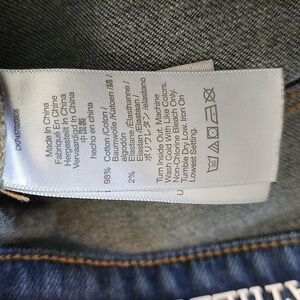 Made In China
Fabriqué En Chine
Hergestellt In China
Vervaardigd In China
中国製
hecho en china
98% Cotton/Coton/
Baumwolle/Katoen/綿/
algodón
2% Elastane/Élasthanne/
Elastan/Elastaan/
ポリウレタン/elastano
Turn Inside Out. Machine
Wash Cold With Like Colors.
Non-Chlorine Bleach Only.
Tumble Dry Low. Iron On
Lowest Setting.